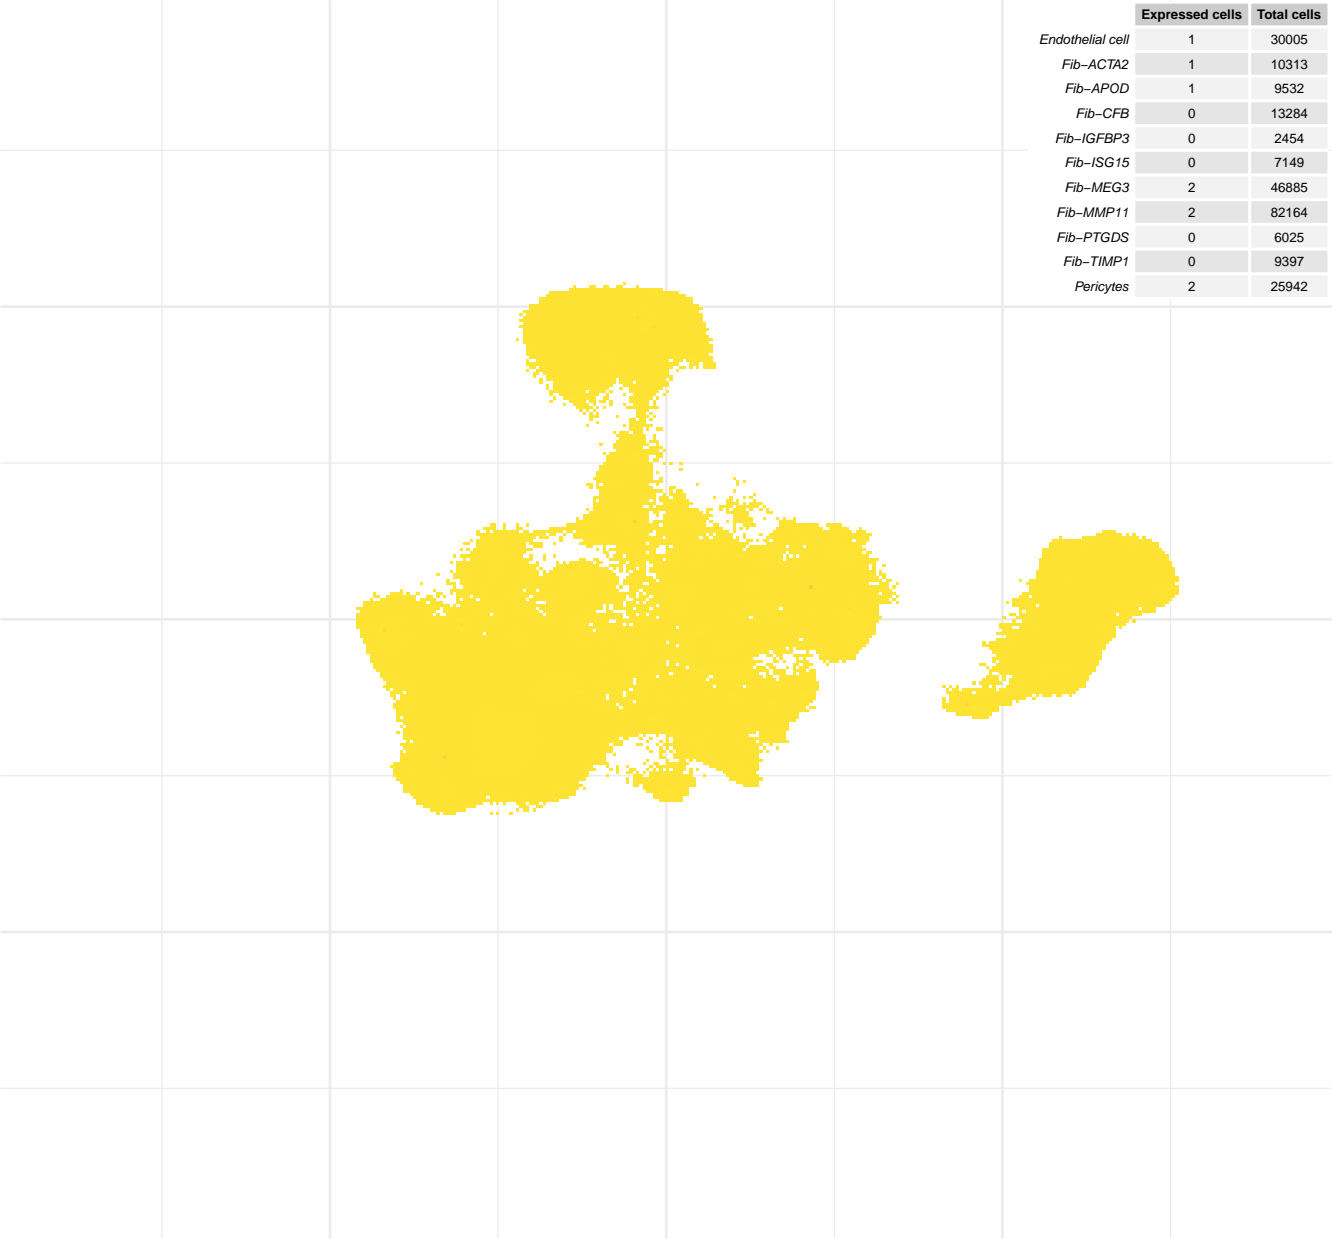 Expressed cells Total cells
Endothelial cell 1 30005
Fib−ACTA2 1 10313
Fib−APOD 1 9532
Fib−CFB 0 13284
Fib−IGFBP3 0 2454
Fib−ISG15 0 7149
Fib−MEG3 2 46885
Fib−MMP11 2 82164
Fib−PTGDS 0 6025
Fib−TIMP1 0 9397
Pericytes 2 25942